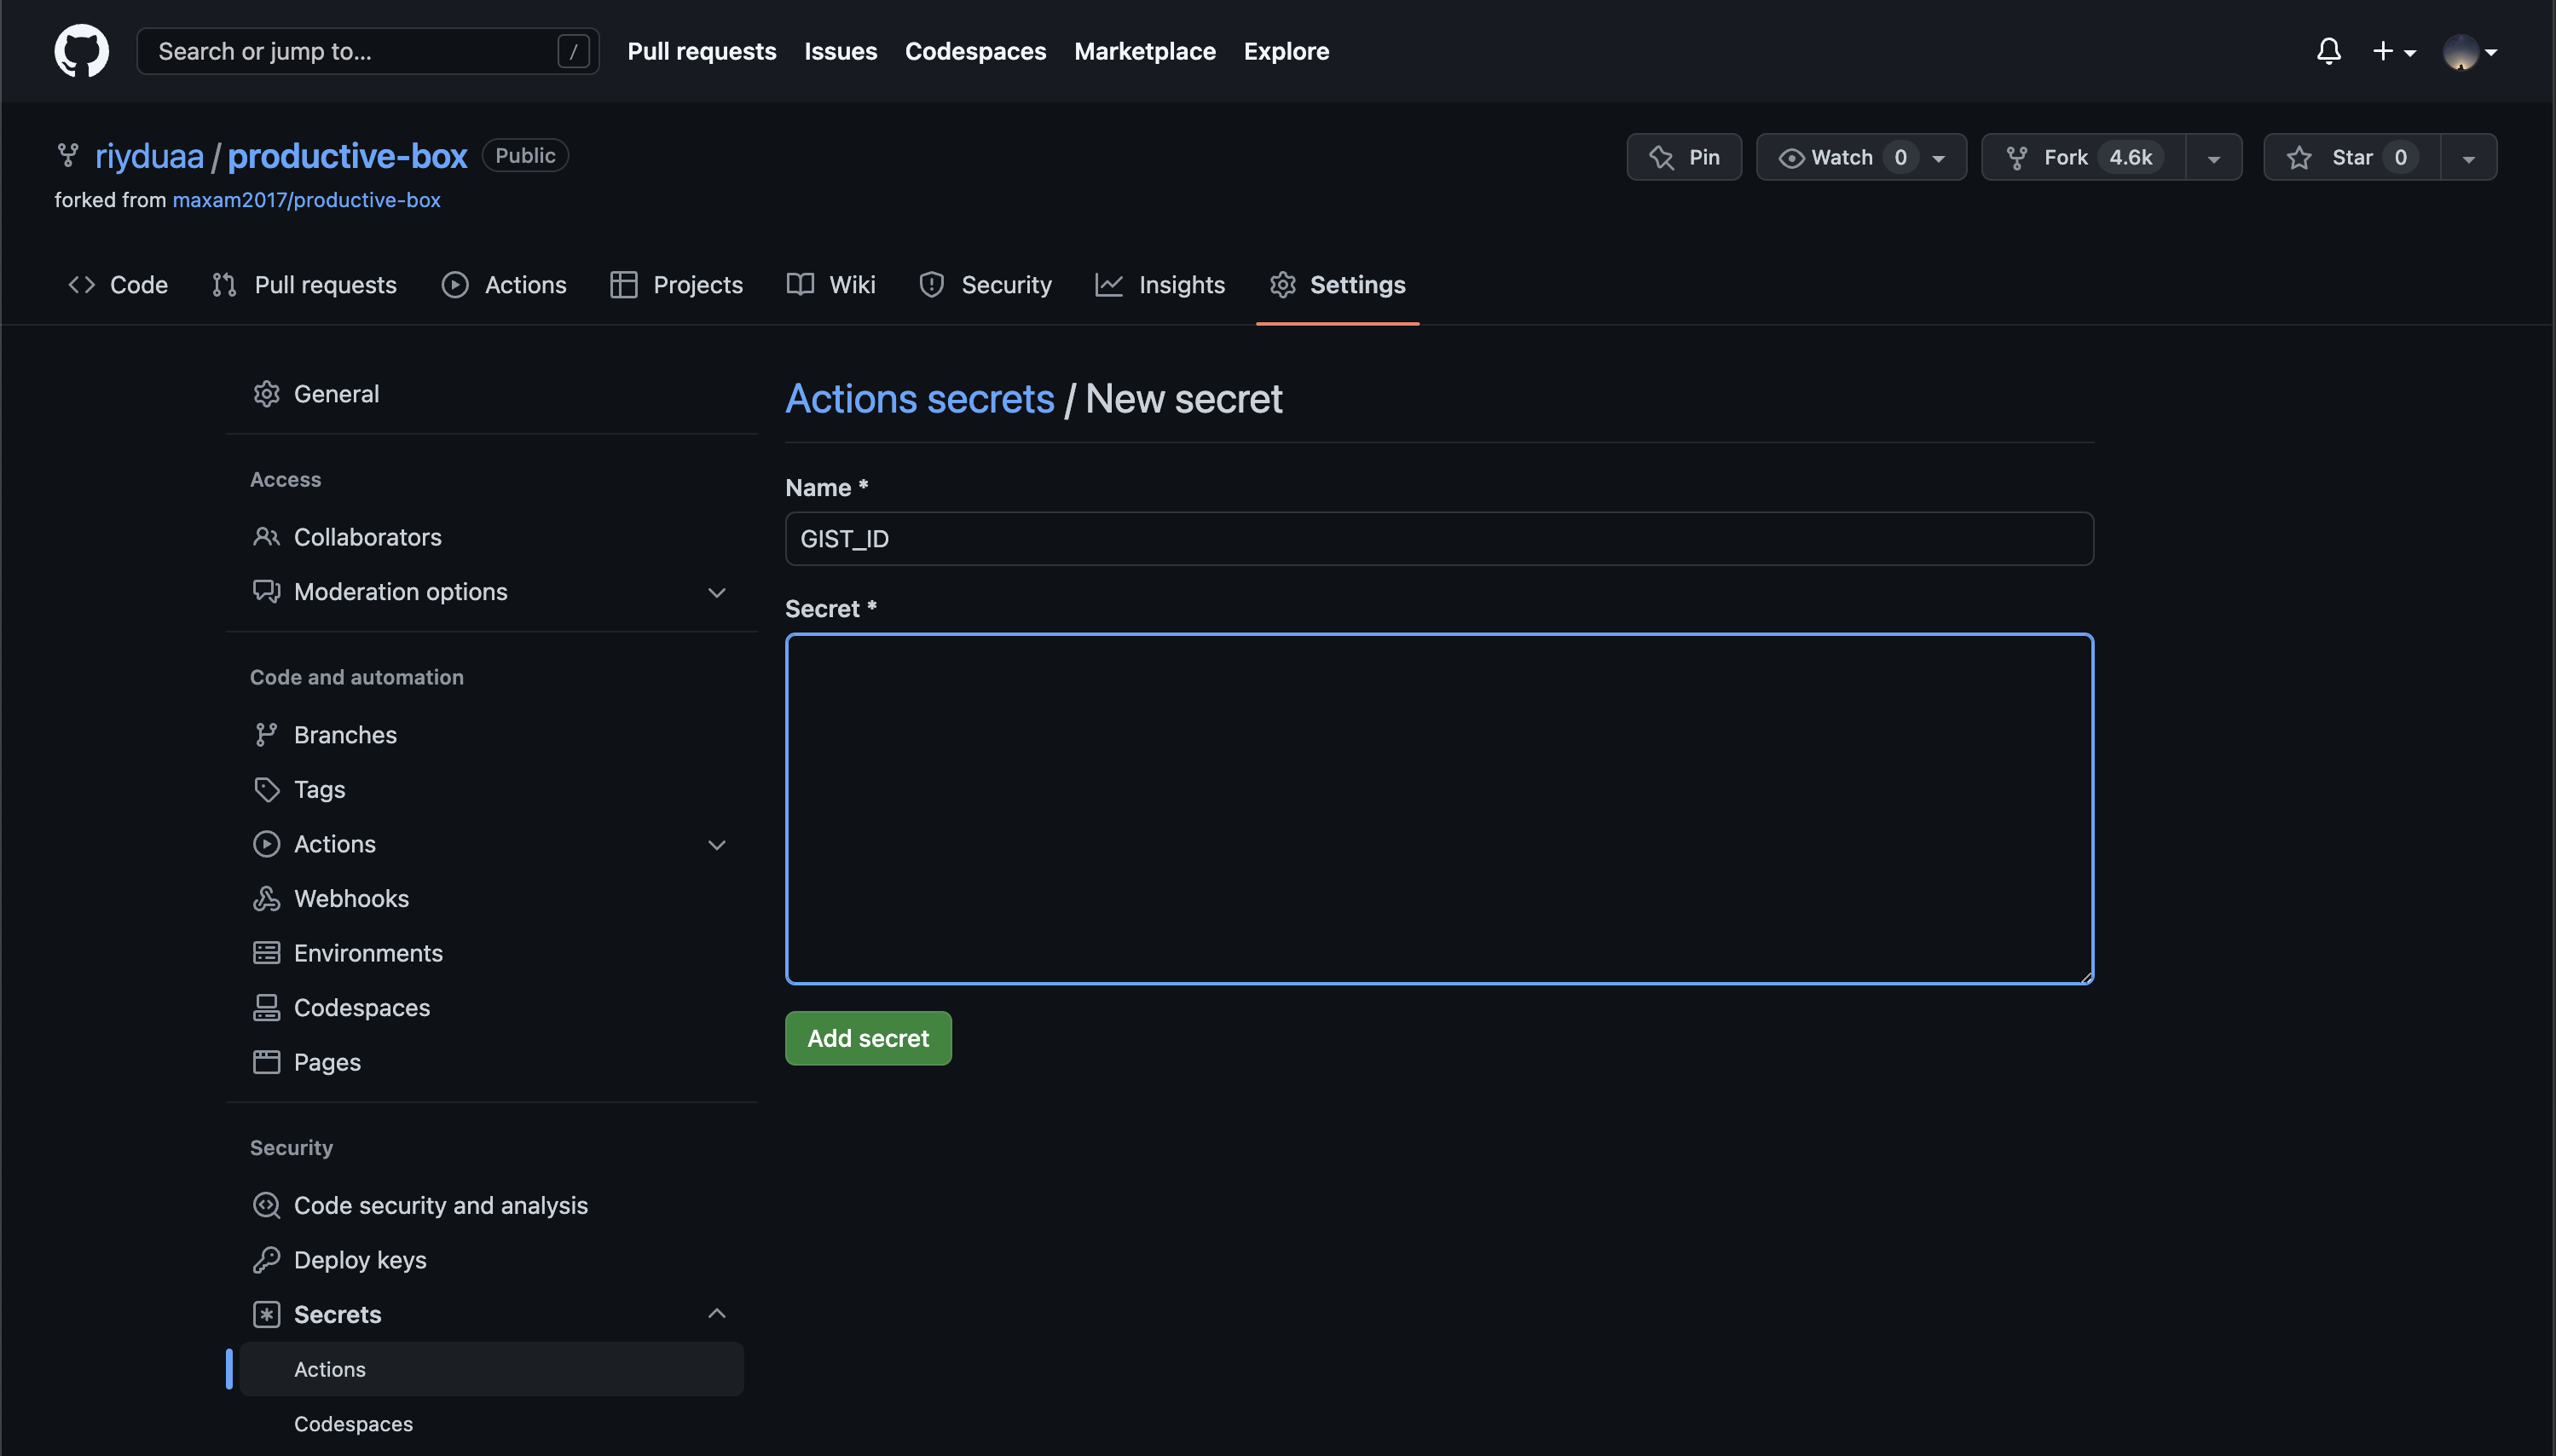 Search or jump to... / Pull requests Issues Codespaces Marketplace Explore
riyduaa / productive-box Public Pin Watch 0 Fork 4.6k Star 0
forked from maxam2017/productive-box
Code Pull requests Actions Projects Wiki Security Insights Settings
General
Access
Collaborators
Moderation options
Code and automation
Branches
Tags
Actions
Webhooks
Environments
Codespaces
Pages
Security
Code security and analysis
Deploy keys
Secrets
Actions
Codespaces
Actions secrets / New secret
Name *
GIST_ID
Secret *
Add secret